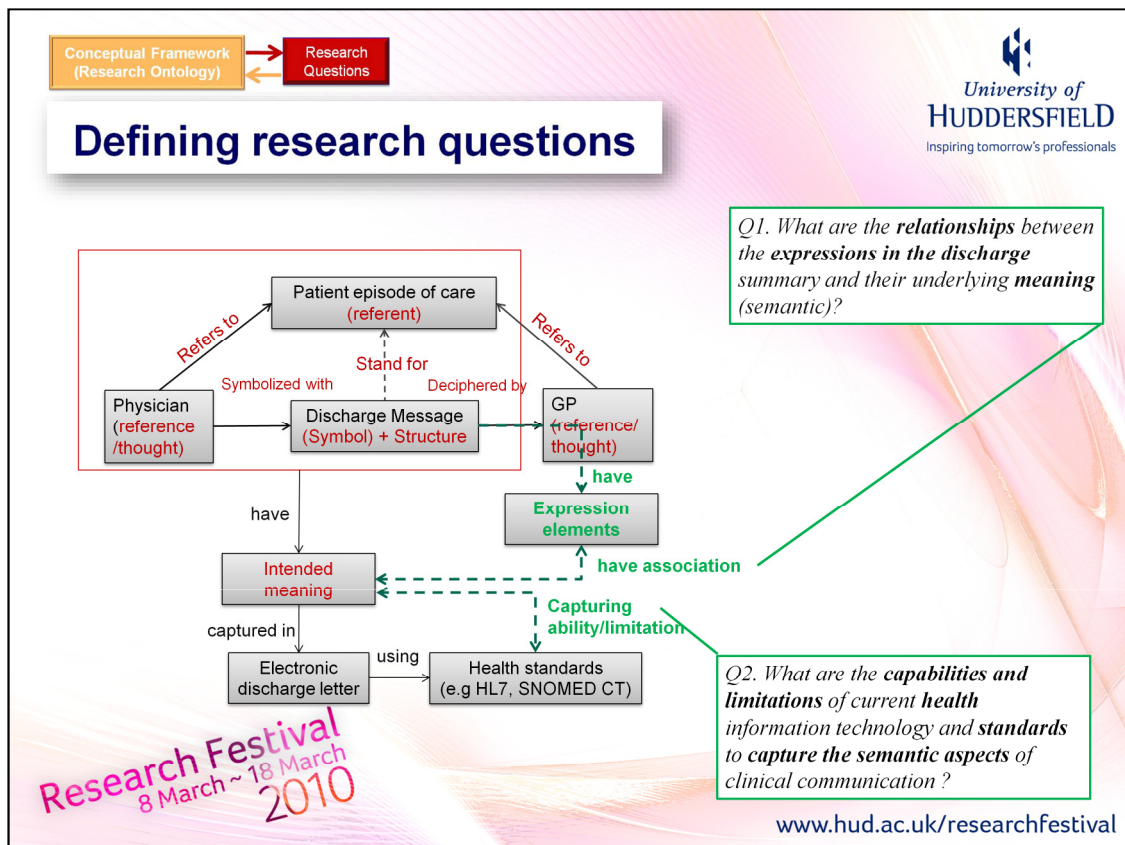 Conceptual Framework
(Research Ontology)
Research
Questions
University of
HUDDERSFIELD
Inspiring tomorrow's professionals
Defining research questions
Q1. What are the relationships between
the expressions in the discharge
summary and their underlying meaning
(semantic)?
Patient episode of care
(referent)
Refers to
Refers to
Stand for
Symbolized with
Deciphered by
Physician
(reference
/thought)
Discharge Message
(Symbol) + Structure
GP
(reference/
thought)
have
have
Expression
elements
have association
Intended
meaning
Capturing
ability/limitation
captured in
using
Electronic
discharge letter
Health standards
(e.g HL7, SNOMED CT)
Q2. What are the capabilities and
limitations of current health
information technology and standards
to capture the semantic aspects of
clinical communication ?
Research Festival
8 March ~ 18 March
2010
www.hud.ac.uk/researchfestival